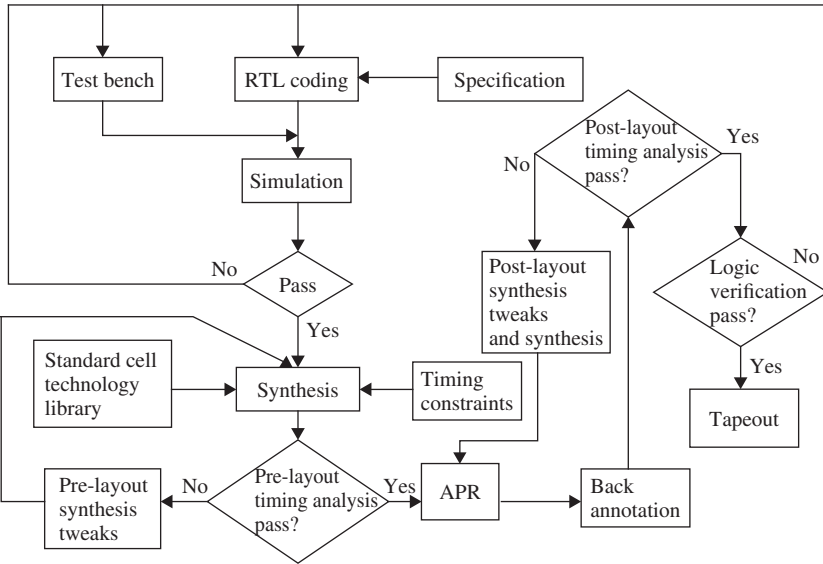 Test bench
RTL coding
Specification
Simulation
No
Pass
Yes
Standard cell
technology
library
Synthesis
Timing
constraints
Pre-layout
synthesis
tweaks
No
Pre-layout
timing analysis
pass?
Yes
APR
Back
annotation
Post-layout
timing analysis
pass?
No
Yes
Post-layout
synthesis
tweaks
and synthesis
Logic
verification
pass?
No
Yes
Tapeout